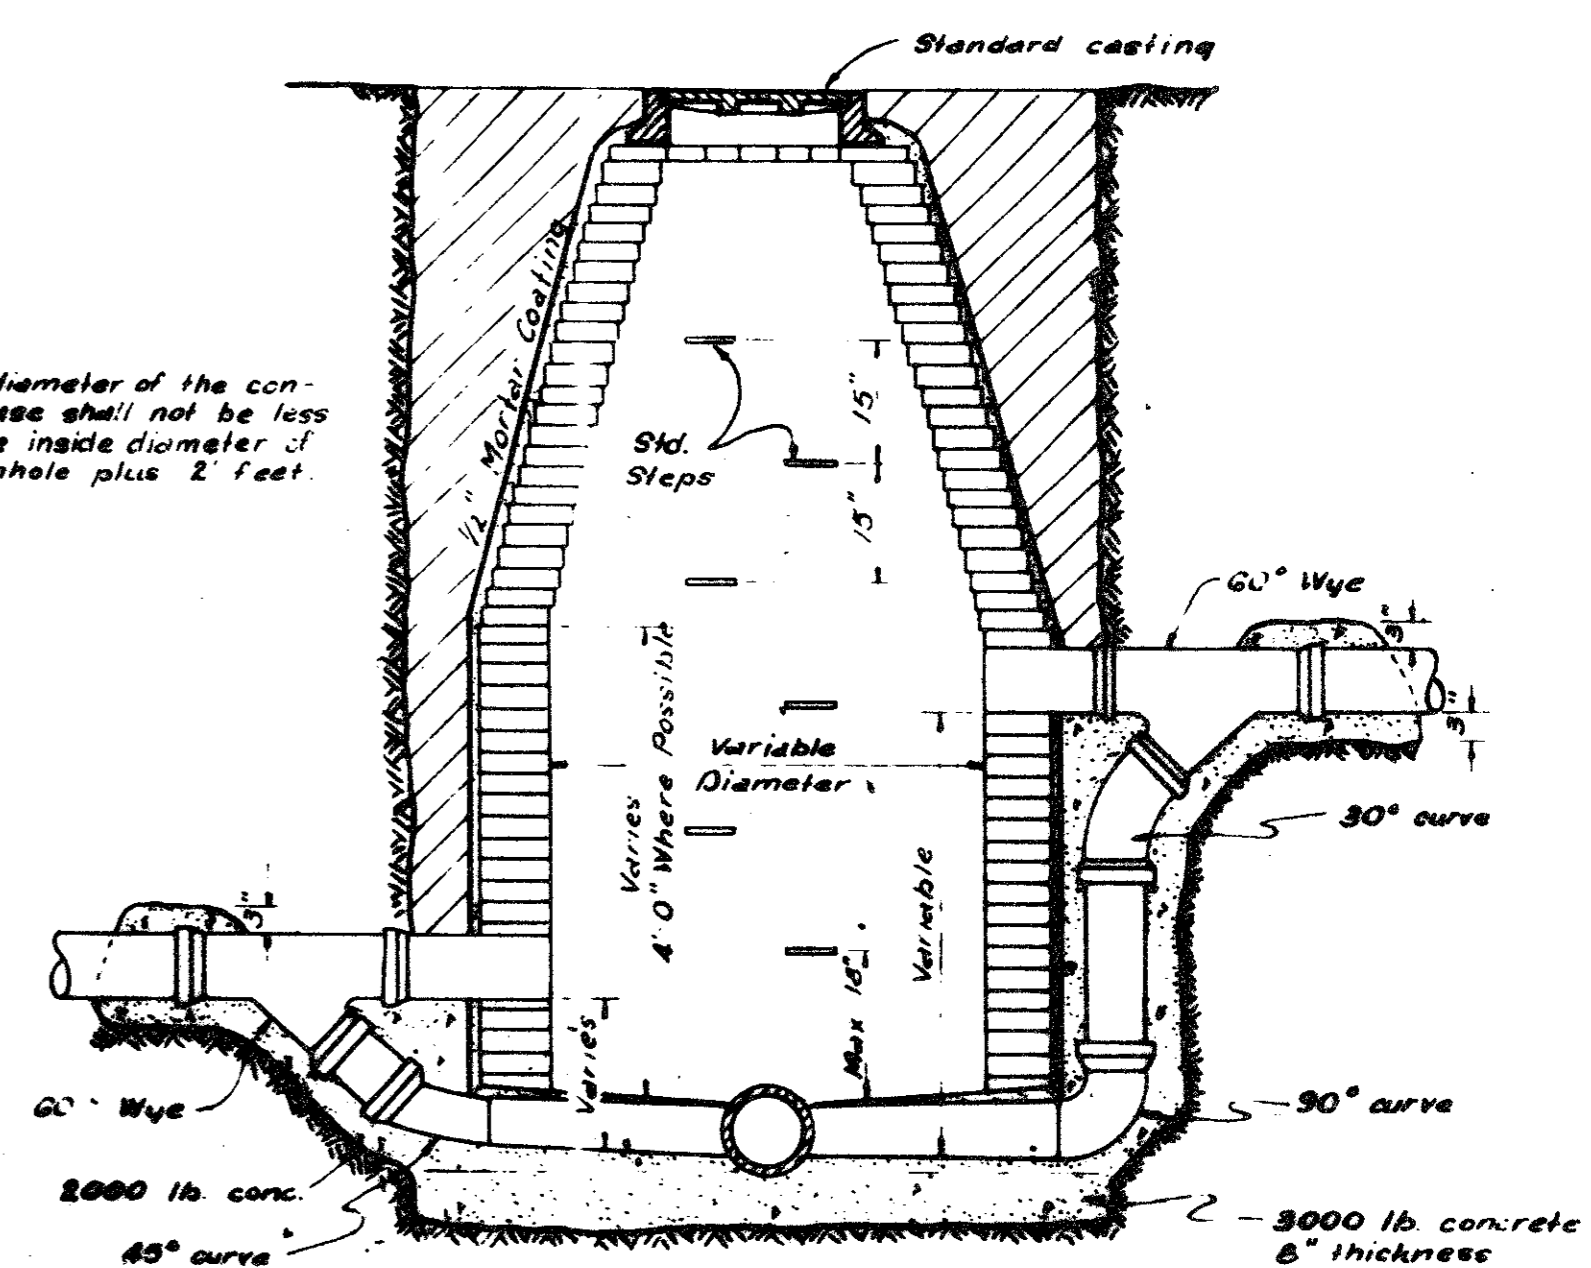 Standard casting
1/2" Mortar Coating
diameter of the con-
shall not be less
inside diameter of
plus 2' feet.
15"
Std.
Steps
15"
60° Wye
3"
3"
4'0" Where Possible
Varies
Variable
Diameter
30° curve
Variable
3"
Max 18"
Varies
60° Wye
90° curve
2000 lb. conc.
45° curve
3000 lb. concrete
8" thickness